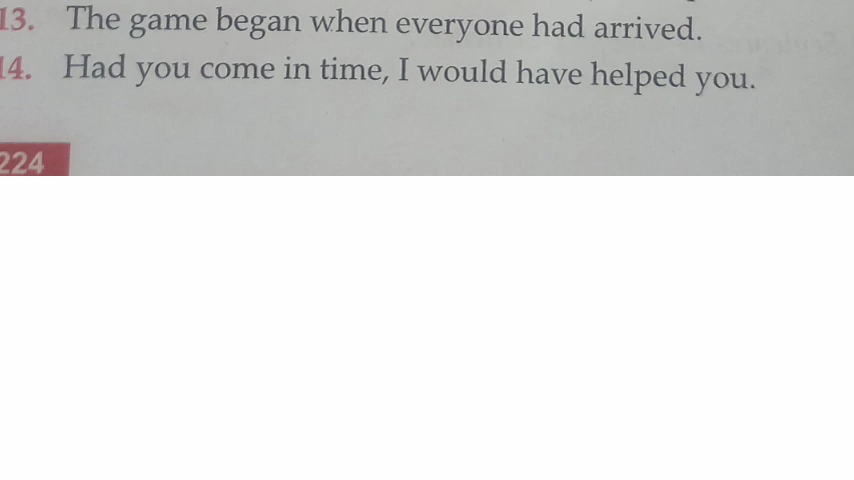 13. The game began when everyone had arrived.
14. Had you come in time, I would have helped you.
224